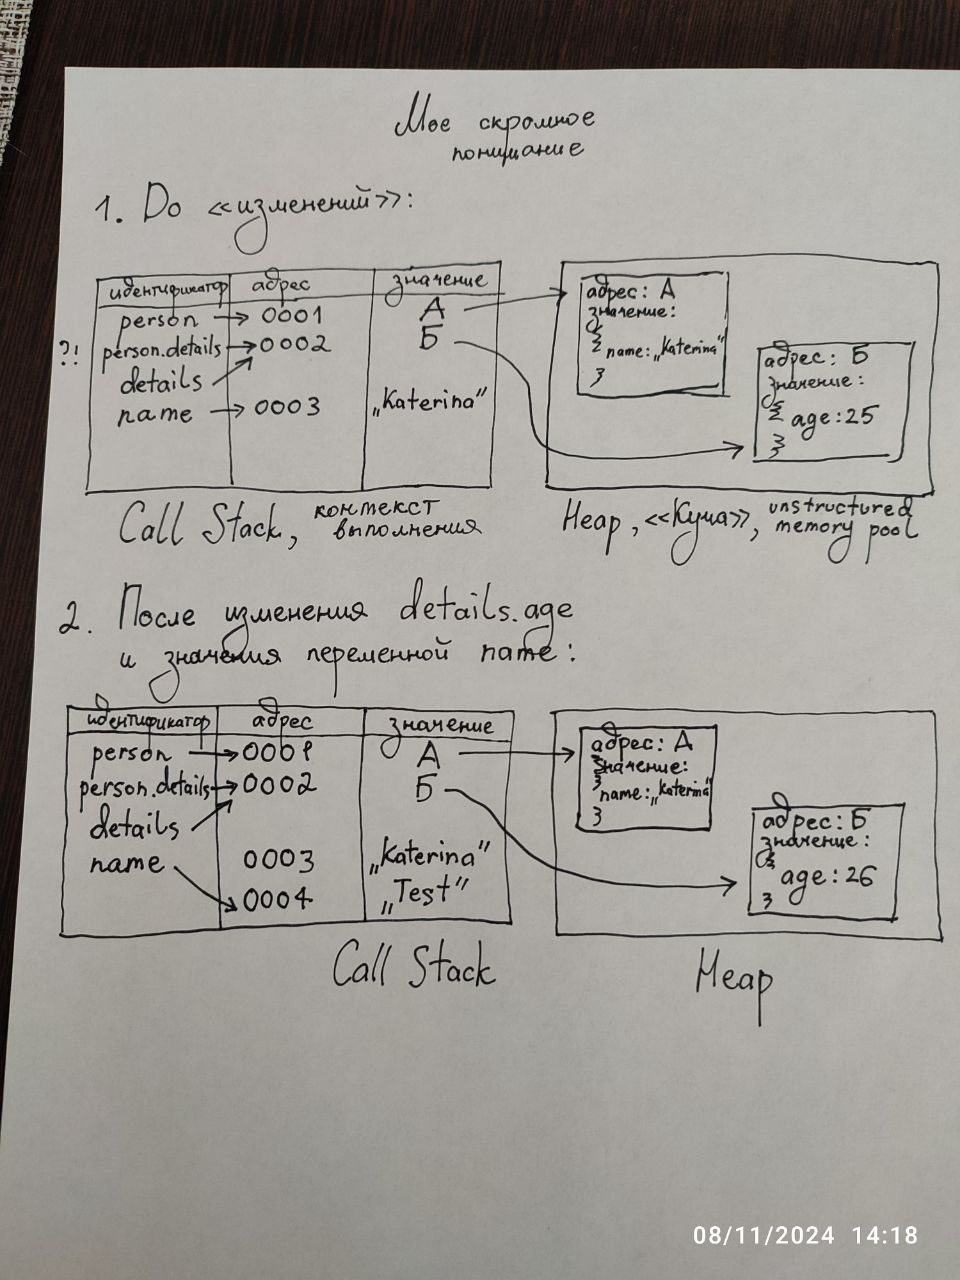 Мое скромное
понимание
1. До «изменений»:
идентификатор адрес значение
person → 0001 А
?! person.details → 0002 Б
details
name → 0003 „Katerina”
адрес: А
значение:
{
name: „Katerina”
}
адрес: Б
значение:
{ age: 25
}
Call Stack, контекст
выполнения
Heap, «Куча», unstructured
memory pool
2. После изменения details.age
и значения переменной name:
идентификатор адрес значение
person → 0001 А
person.details → 0002 Б
details
name 0003 „Katerina”
0004 „Test”
адрес: А
значение:
{
name: „Katerina”
}
адрес: Б
значение:
{
age: 26
}
Call Stack
Heap
08/11/2024 14:18